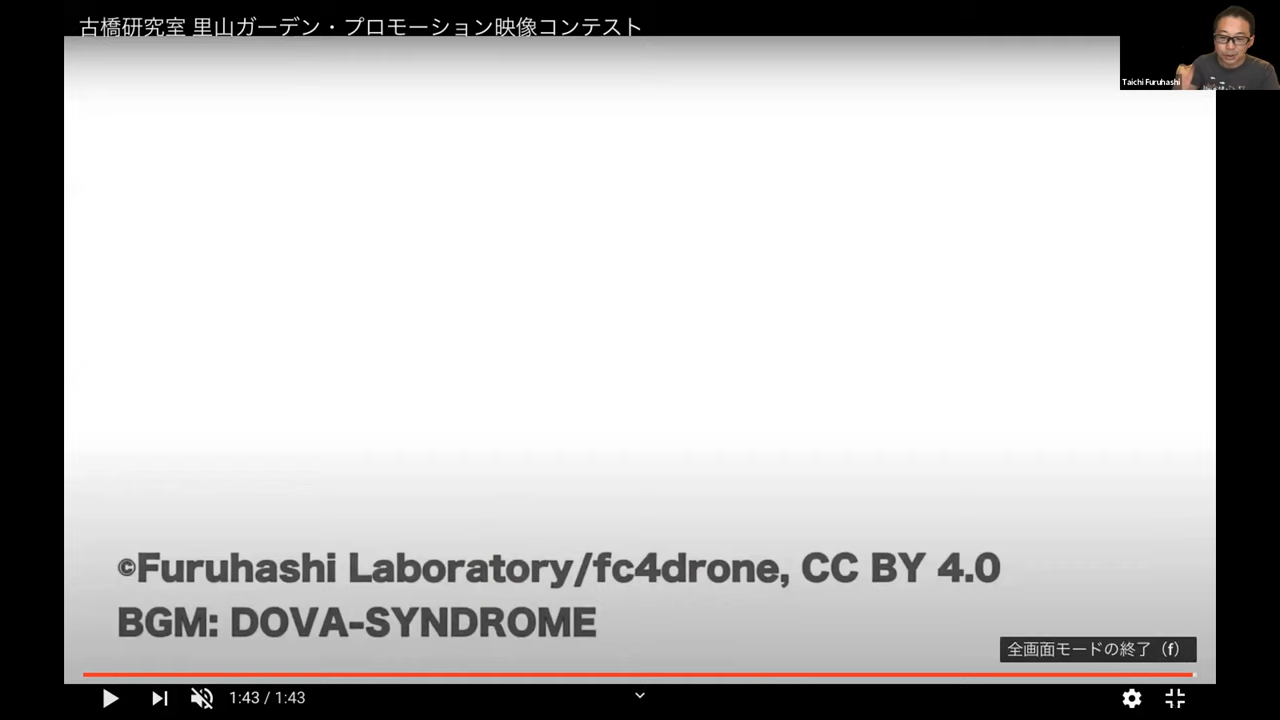 古橋研究室 里山ガーデン・プロモーション映像コンテスト
Taichi Furuhashi
©Furuhashi Laboratory/fc4drone, CC BY 4.0
BGM: DOVA-SYNDROME
全画面モードの終了（f）
1:43 / 1:43